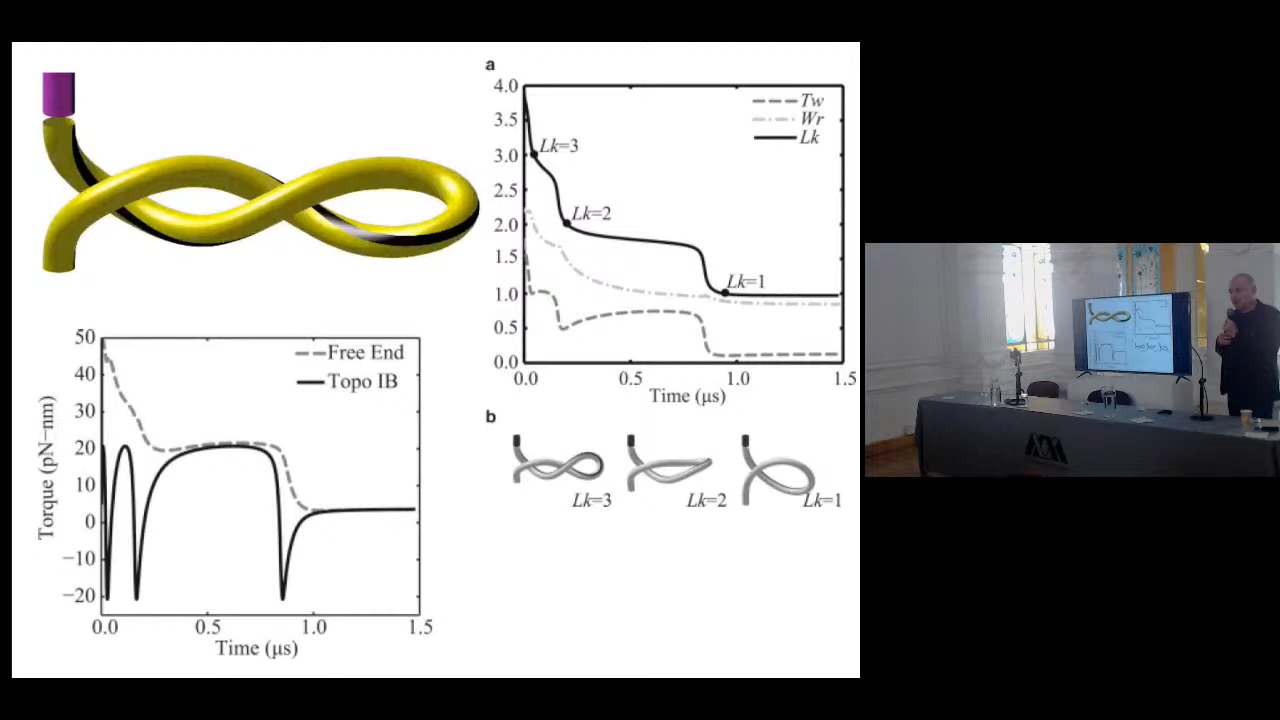 a
4.0
3.5
3.0
2.5
2.0
1.5
1.0
0.5
0.0
Tw
Wr
Lk
Lk=3
Lk=2
Lk=1
0.0 0.5 1.0 1.5
Time (μs)
50
40
30
20
10
0
−10
−20
Torque (pN−nm)
Free End
Topo IB
0.0 0.5 1.0 1.5
Time (μs)
b
Lk=3
Lk=2
Lk=1